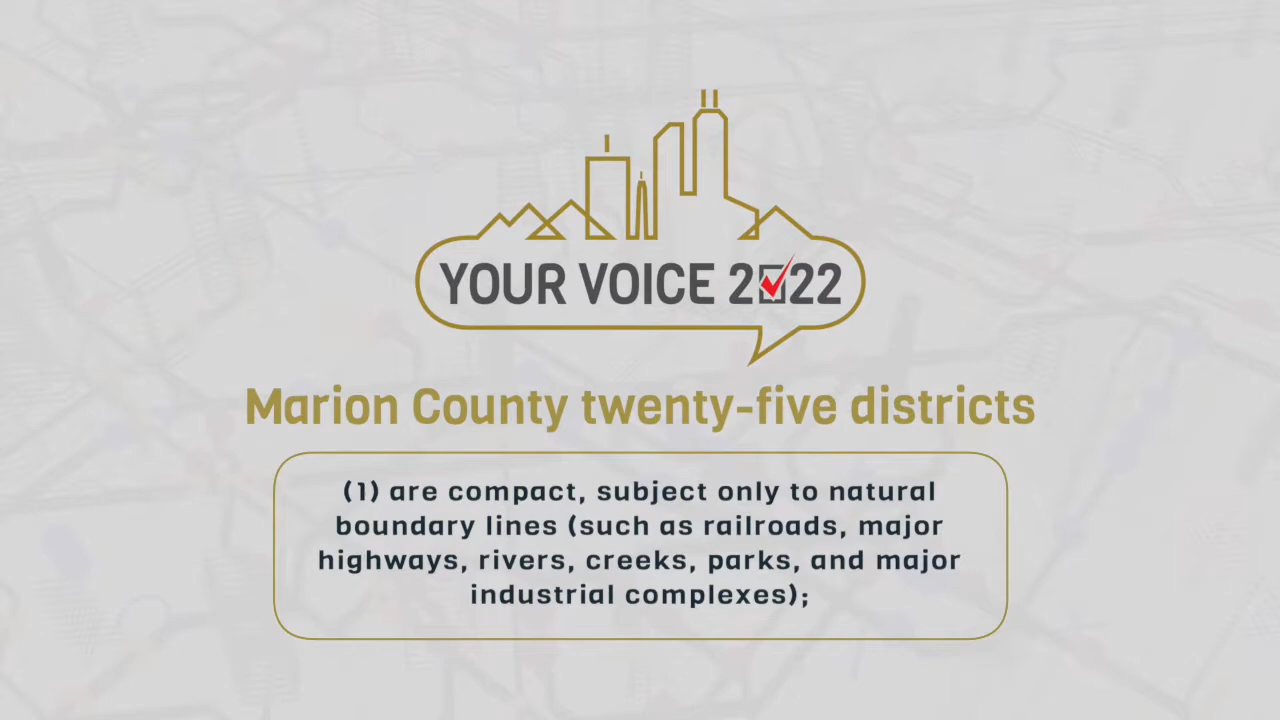 YOUR VOICE 2022
Marion County twenty-five districts
(1) are compact, subject only to natural
boundary lines (such as railroads, major
highways, rivers, creeks, parks, and major
industrial complexes);